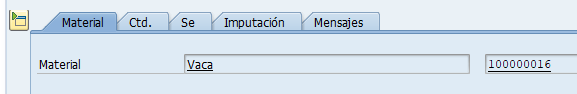 Material Ctd. Se Imputación Mensajes
Material Vaca 100000016